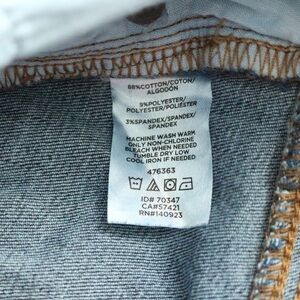 88%COTTON/COTON/
ALGODÓN
9%POLYESTER/
POLYESTER/POLIÉSTER
3%SPANDEX/SPANDEX/
SPANDEX
MACHINE WASH WARM
ONLY NON-CHLORINE
BLEACH WHEN NEEDED
TUMBLE DRY LOW
COOL IRON IF NEEDED
476363
ID# 70347
CA#57421
RN#140923